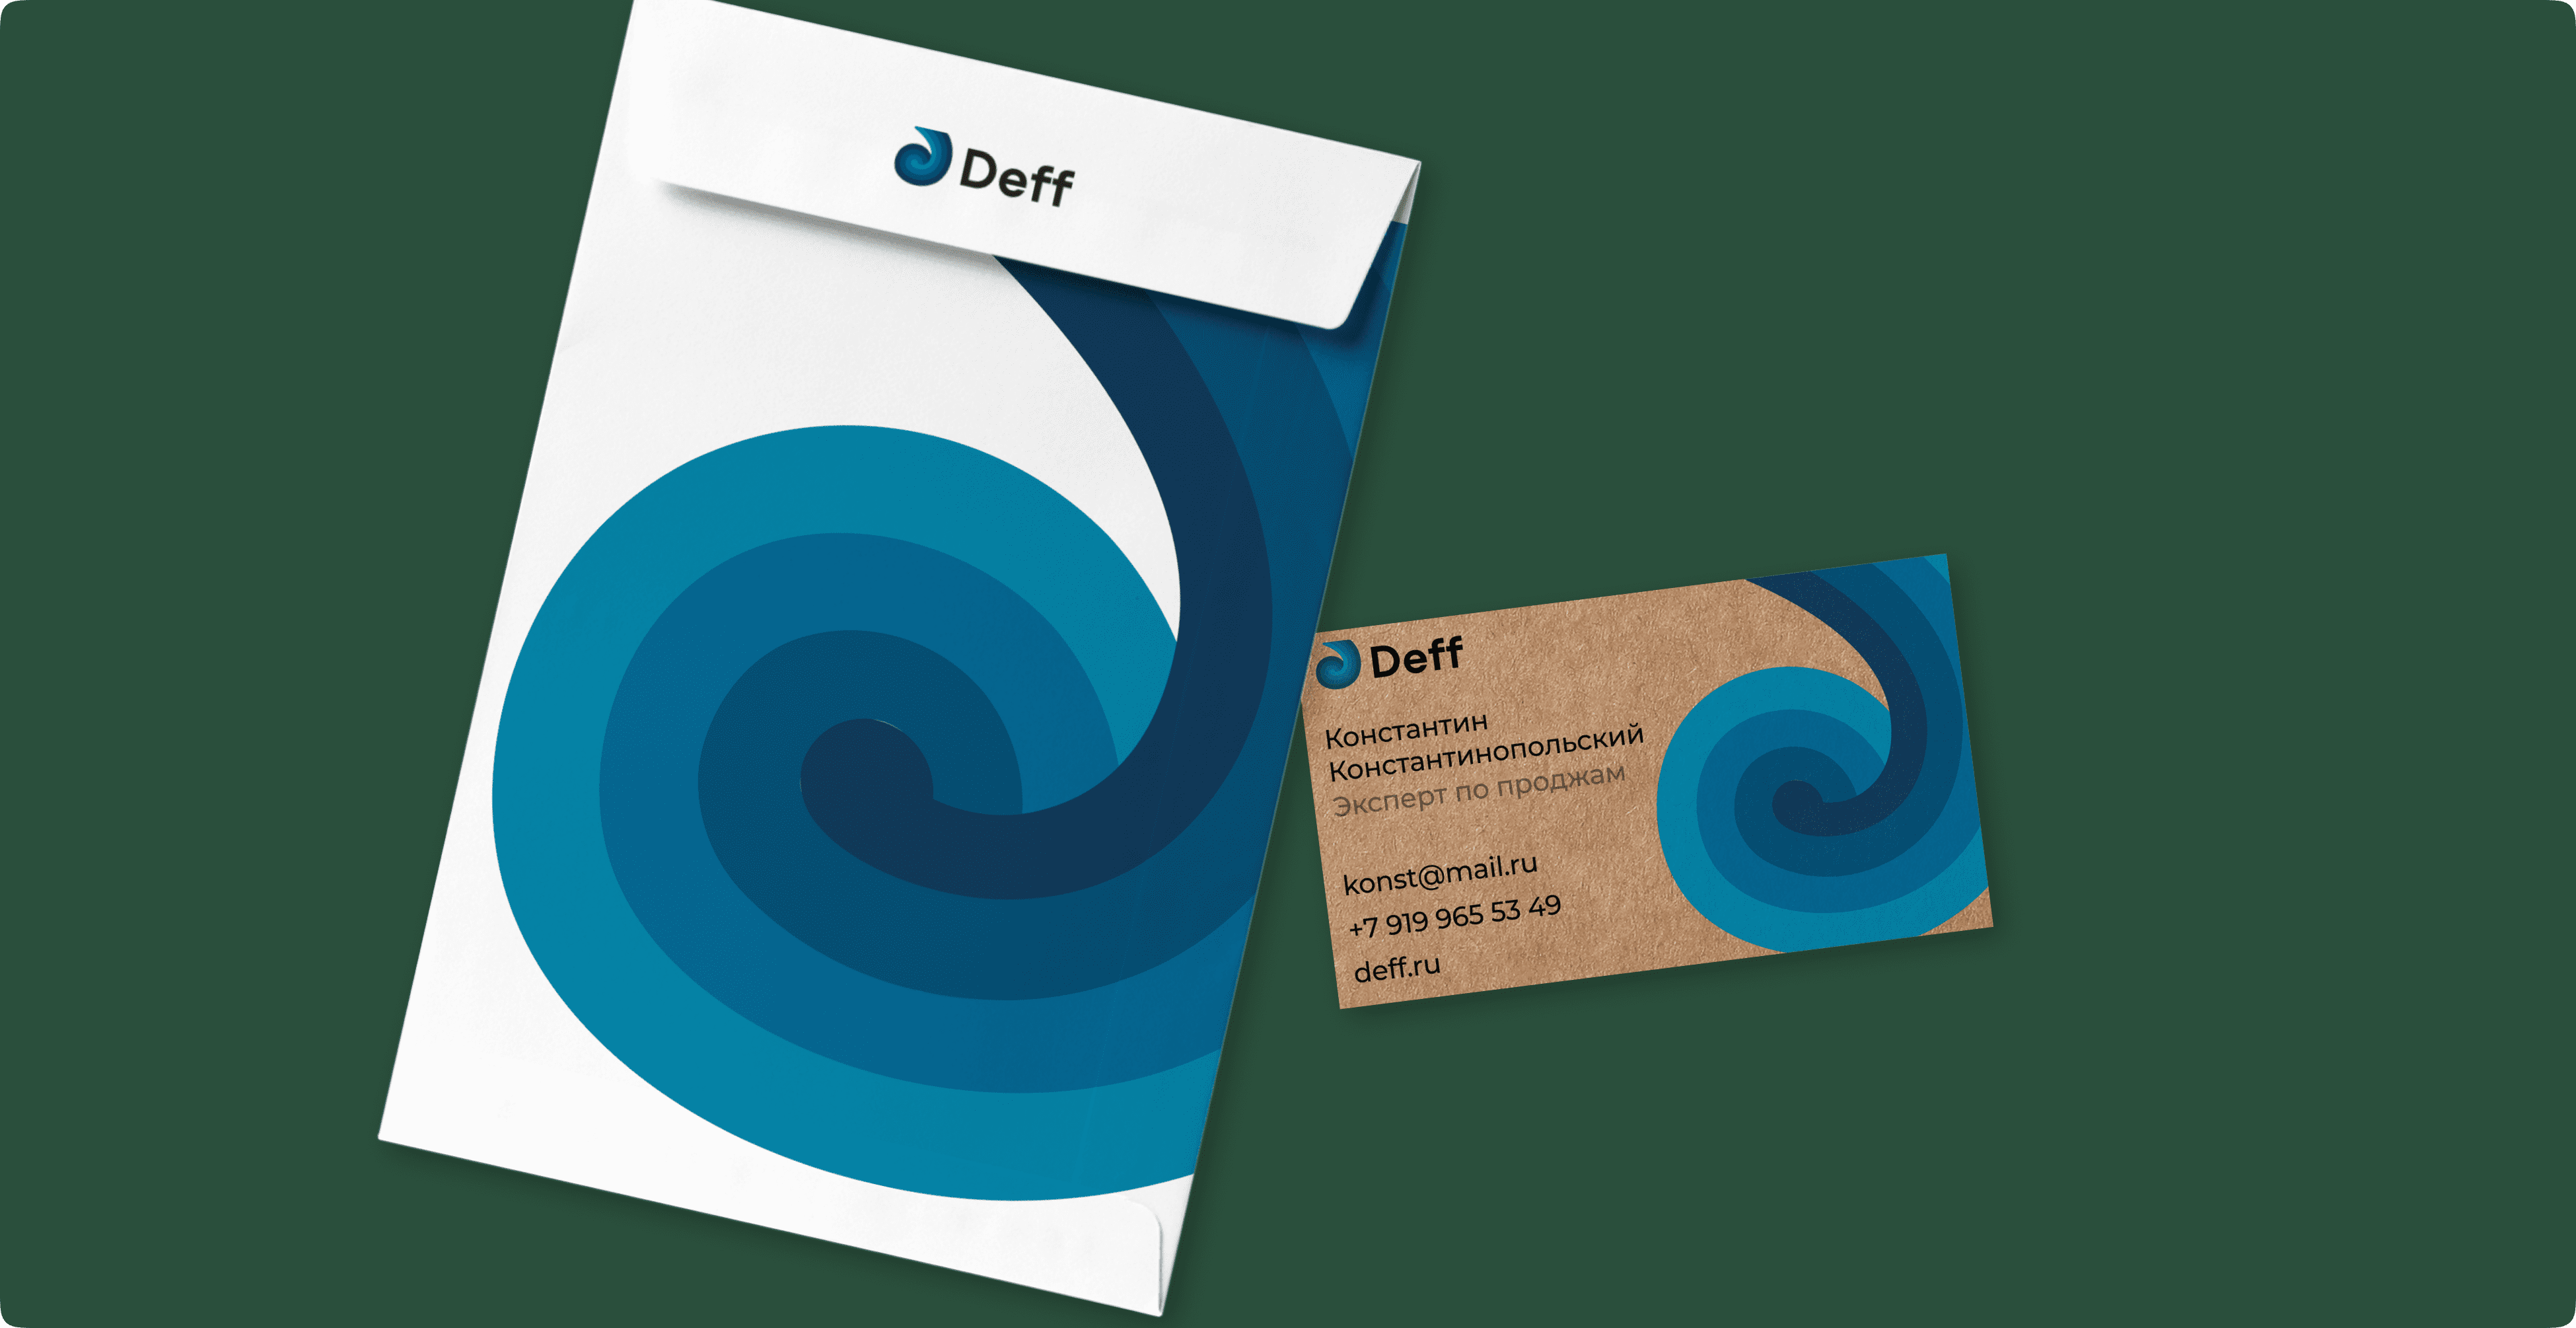 Deff
Deff
Константин
Константинопольский
Эксперт по проджам
konst@mail.ru
+7 919 965 53 49
deff.ru